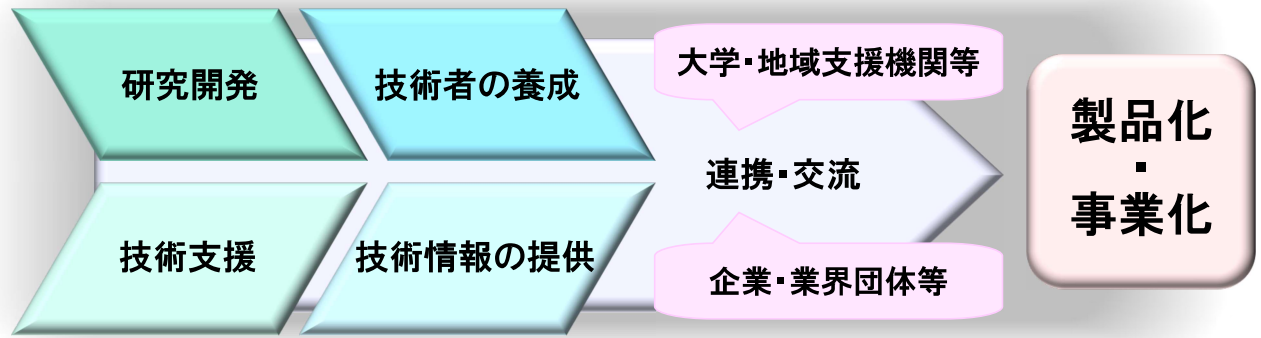 研究開発
技術者の養成
技術支援
技術情報の提供
大学・地域支援機関等
連携・交流
企業・業界団体等
製品化
・
事業化